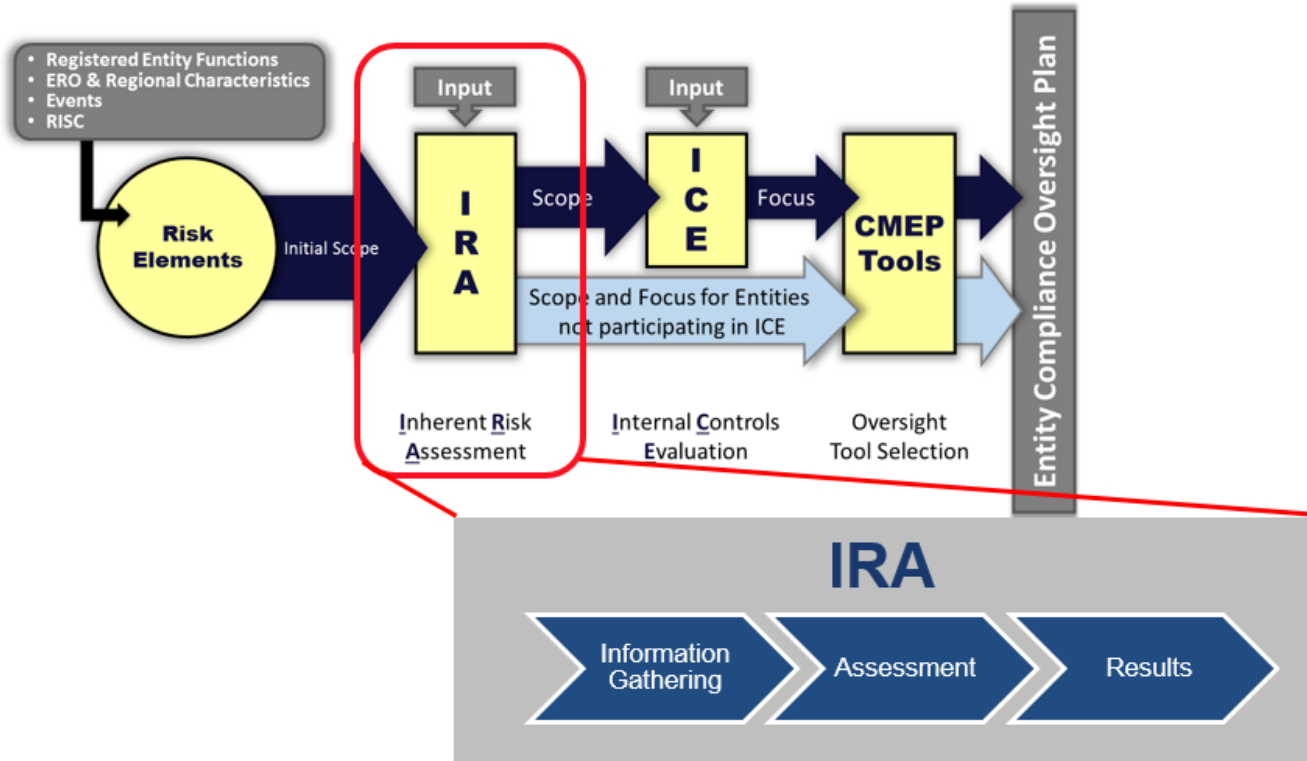 • Registered Entity Functions
• ERO & Regional Characteristics
• Events
• RISC
Input
Input
Risk
Elements
Initial Scope
I
R
A
Scope
I
C
E
Focus
CMEP
Tools
Scope and Focus for Entities
not participating in ICE
Entity Compliance Oversight Plan
Inherent Risk
Assessment
Internal Controls
Evaluation
Oversight
Tool Selection
IRA
Information
Gathering
Assessment
Results